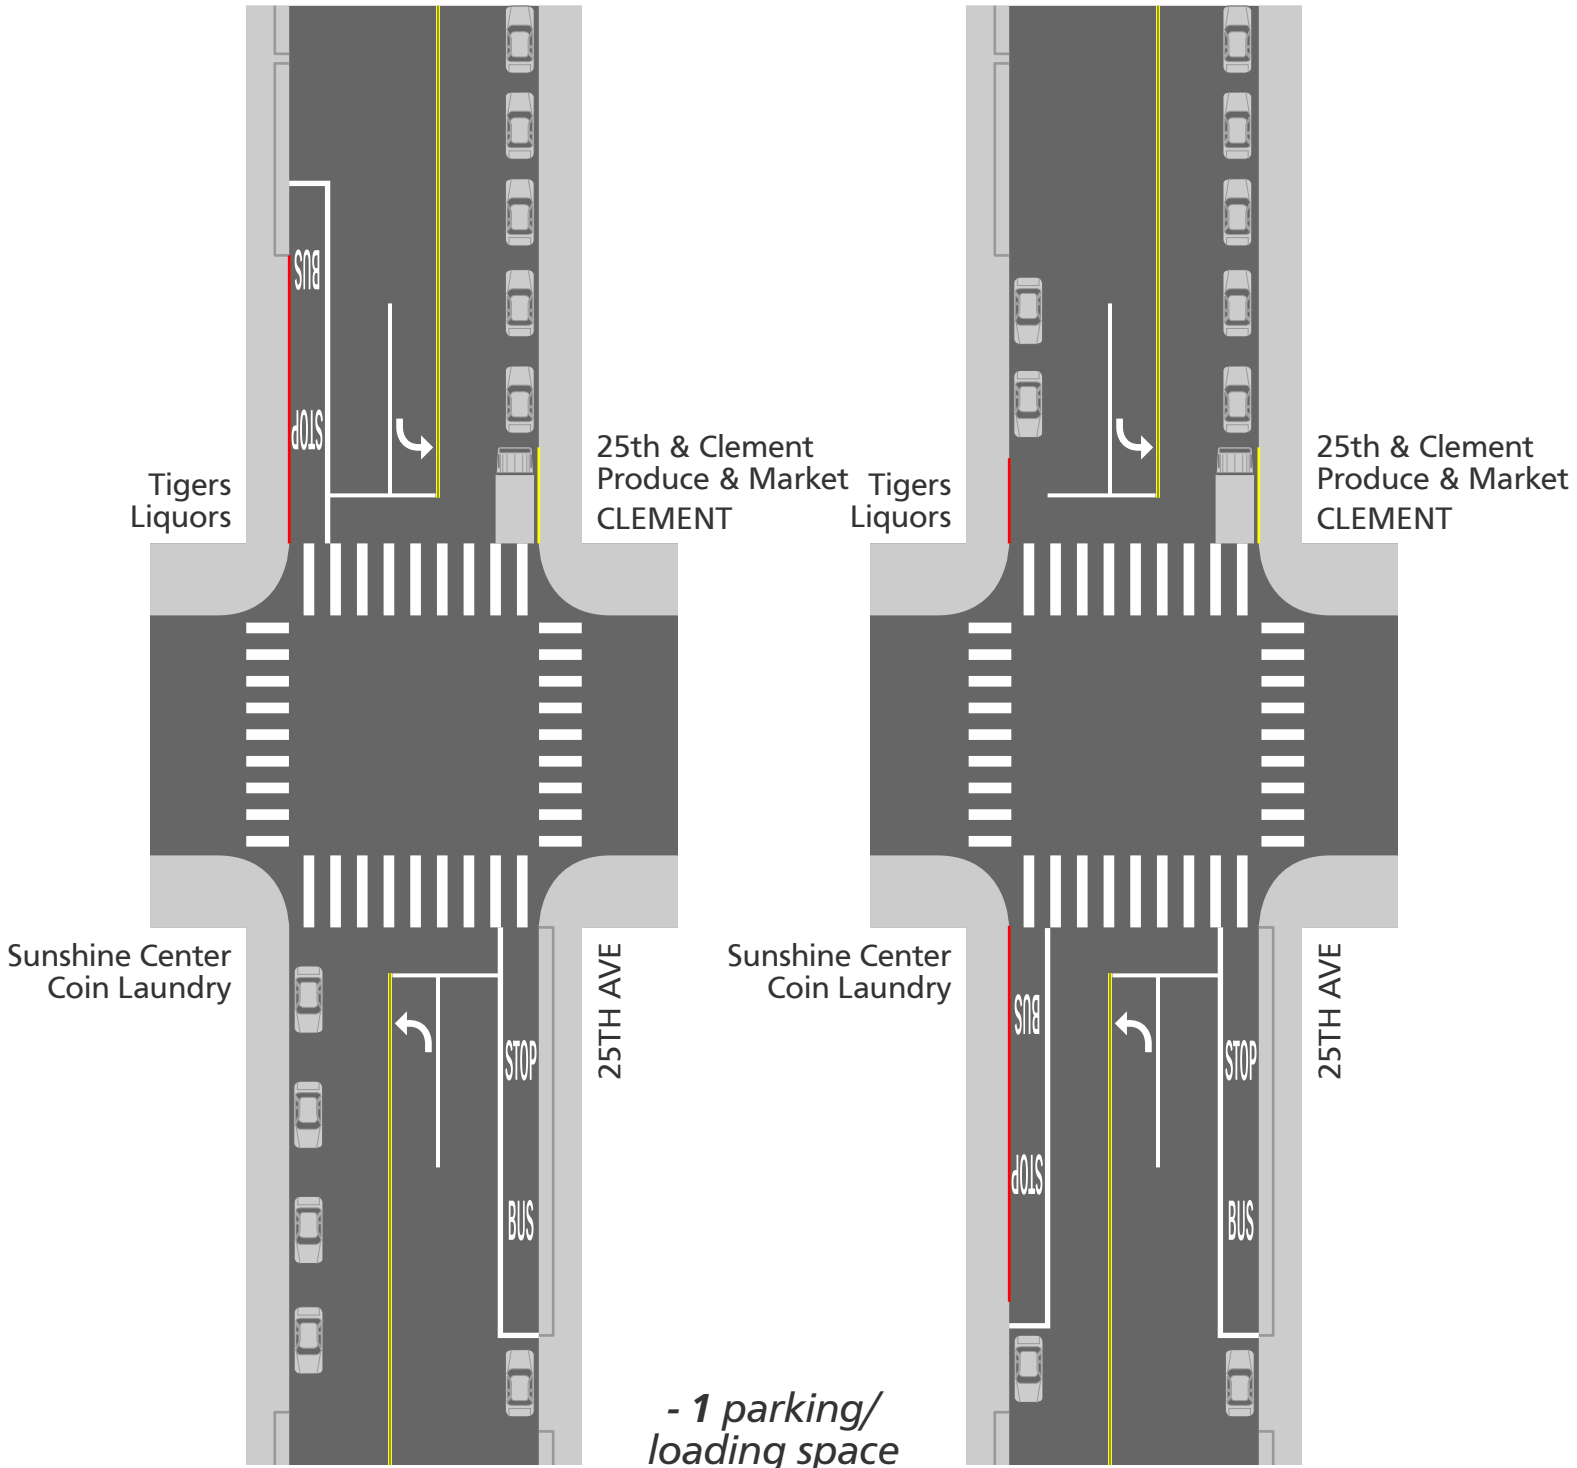 BUS
STOP
Tigers
Liquors
25th & Clement
Produce & Market
CLEMENT
Sunshine Center
Coin Laundry
25TH AVE
STOP
BUS
- 1 parking/
loading space
Tigers
Liquors
25th & Clement
Produce & Market
CLEMENT
Sunshine Center
Coin Laundry
BUS
STOP
25TH AVE
STOP
BUS